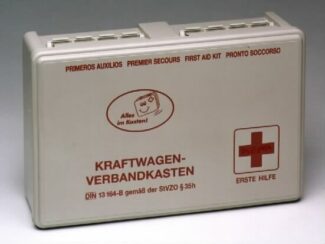 PRIMEROS AUXILIOS PREMIER SECOURS FIRST AID KIT PRONTO SOCCORSO
Alles
im Kasten!
KRAFTWAGEN-
VERBANDKASTEN
DIN 13 164-B gemäß der StVZO § 35h
ERSTE HILFE